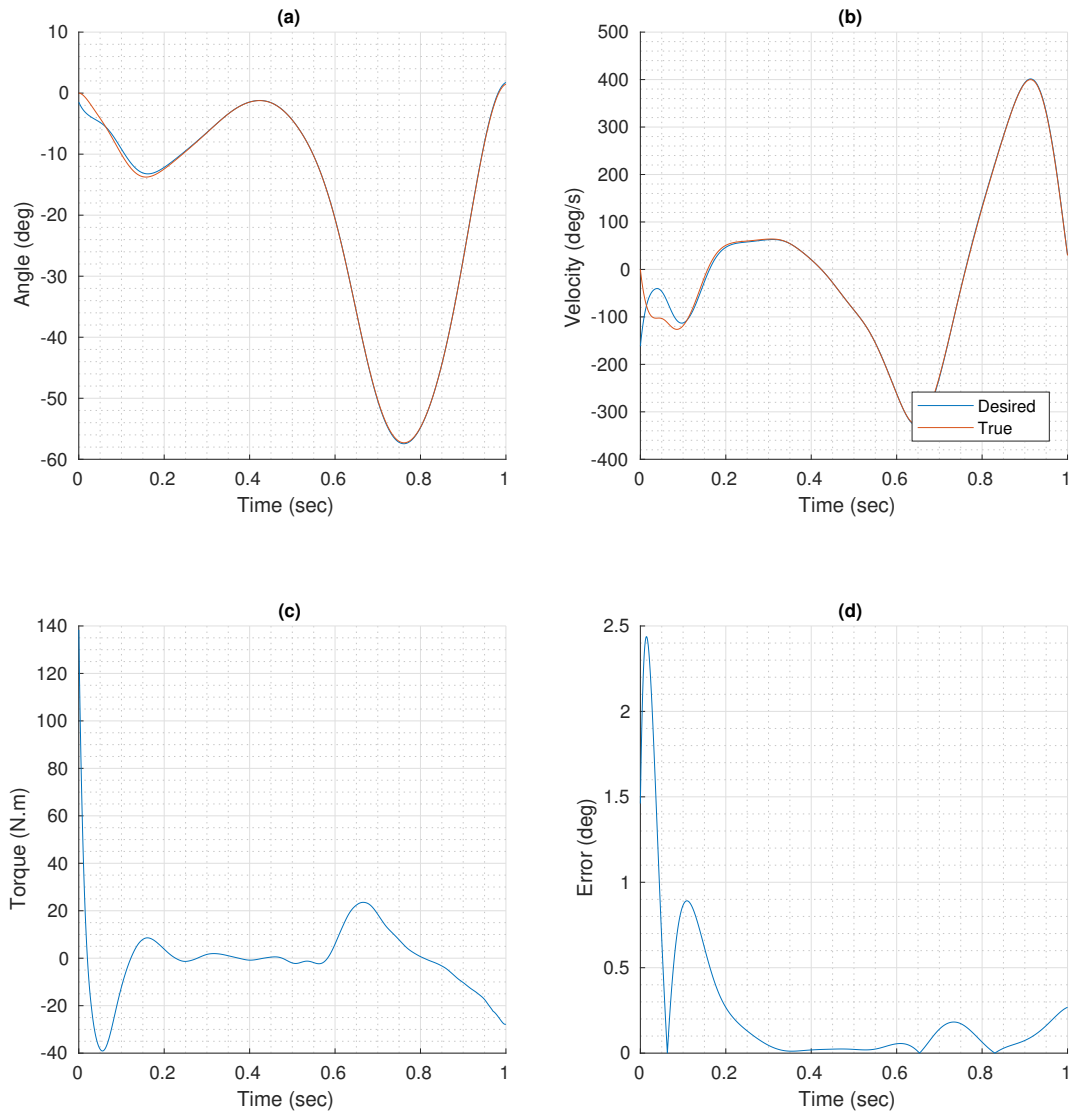 (a)
10
0
-10
-20
-30
-40
-50
-60
Angle (deg)
0 0.2 0.4 0.6 0.8 1
Time (sec)
(b)
500
400
300
200
100
0
-100
-200
-300
-400
Velocity (deg/s)
Desired
True
0 0.2 0.4 0.6 0.8 1
Time (sec)
(c)
140
120
100
80
60
40
20
0
-20
-40
Torque (N.m)
0 0.2 0.4 0.6 0.8 1
Time (sec)
(d)
2.5
2
1.5
1
0.5
0
Error (deg)
0 0.2 0.4 0.6 0.8 1
Time (sec)